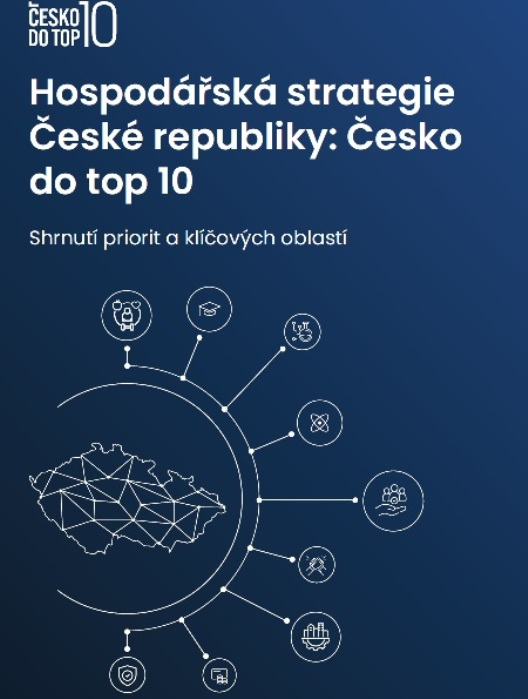 ČESKO
DO TOP 10
Hospodářská strategie
České republiky: Česko
do top 10
Shrnutí priorit a klíčových oblastí